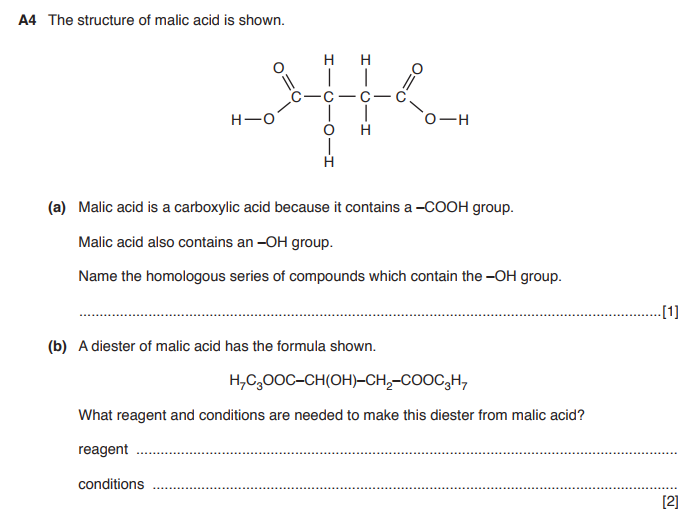 A4 The structure of malic acid is shown.
H H
O O
C C C C
H O O H O H
H
(a) Malic acid is a carboxylic acid because it contains a –COOH group.
Malic acid also contains an –OH group.
Name the homologous series of compounds which contain the –OH group.
..............................[1]
(b) A diester of malic acid has the formula shown.
H₇C₃OOC–CH(OH)–CH₂–COOC₃H₇
What reagent and conditions are needed to make this diester from malic acid?
reagent ..............................
conditions ..............................
[2]